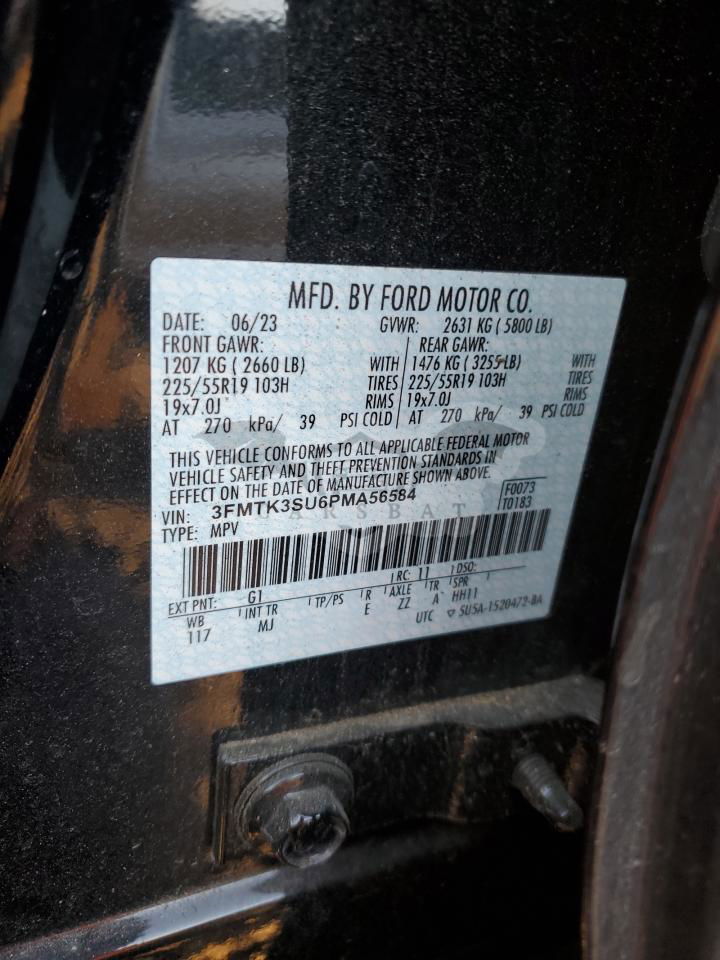 MFD. BY FORD MOTOR CO.
DATE: 06/23 GVWR: 2631 KG ( 5800 LB)
FRONT GAWR: REAR GAWR:
1207 KG ( 2660 LB) WITH 1476 KG ( 3255 LB) WITH
225/55R19 103H TIRES 225/55R19 103H TIRES
19x7.0J RIMS 19x7.0J RIMS
AT 270 kPa/ 39 PSI COLD AT 270 kPa/ 39 PSI COLD
THIS VEHICLE CONFORMS TO ALL APPLICABLE FEDERAL MOTOR
VEHICLE SAFETY AND THEFT PREVENTION STANDARDS IN
EFFECT ON THE DATE OF MANUFACTURE SHOWN ABOVE.
VIN: 3FMTK3SU6PMA56584 F0073
TYPE: MPV T0183
CARSBAT
EXT PNT: G1 RC: 11 DSO:
WB INT TR TP/PS R AXLE TR SPR
117 MJ E ZZ A HH11
UTC SU5A-1520472-BA